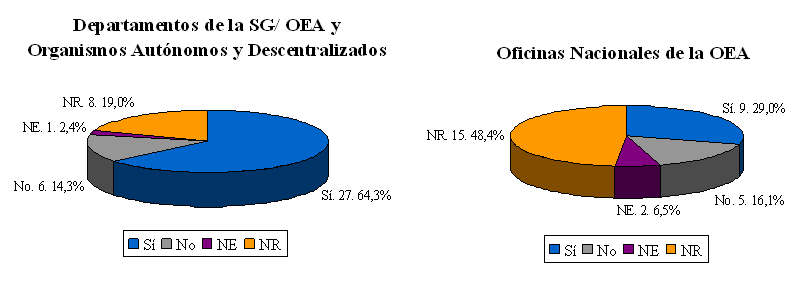 Departamentos de la SG/ OEA y
Organismos Autónomos y Descentralizados
NR. 8. 19,0%
NE. 1. 2,4%
No. 6. 14,3%
Sí. 27. 64,3%
Sí No NE NR
Oficinas Nacionales de la OEA
Sí. 9. 29,0%
NR. 15. 48,4%
No. 5. 16,1%
NE. 2. 6,5%
Sí No NE NR